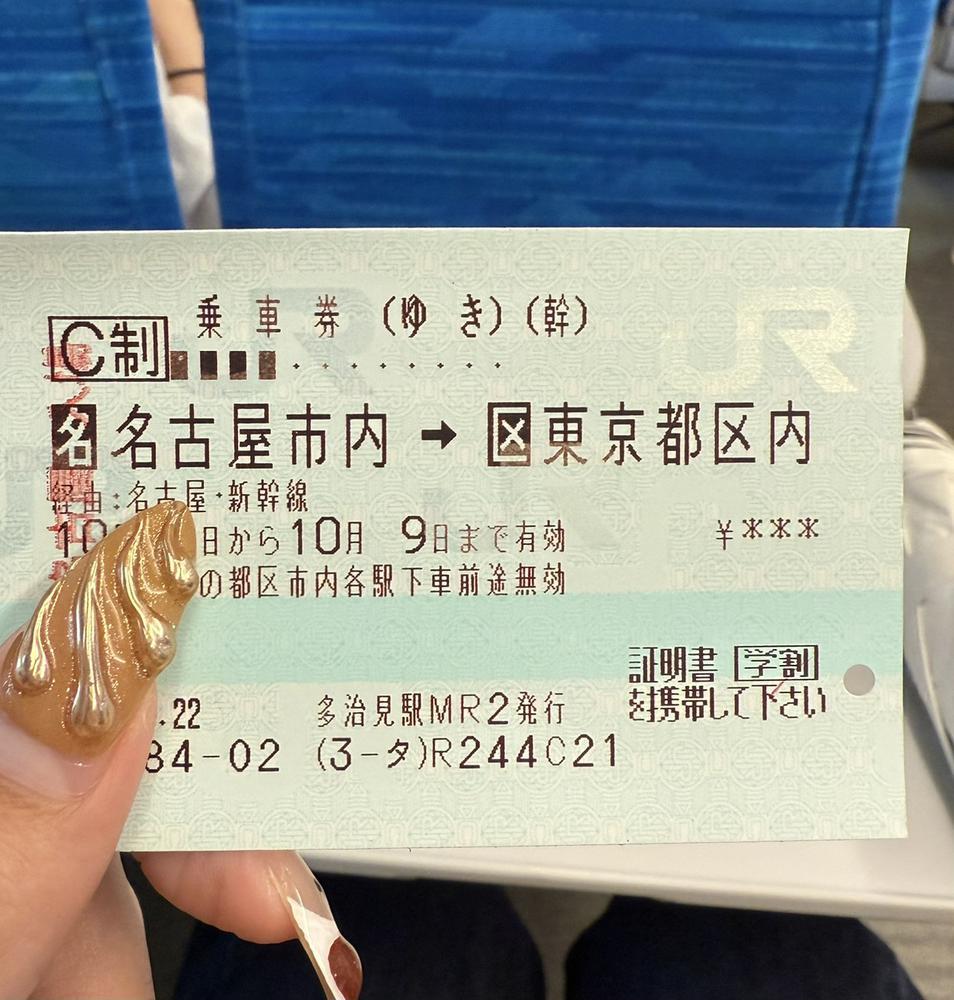 C制
乗車券(ゆき)(幹)
名 名古屋市内 → 区 東京都区内
経由:名古屋・新幹線
日から10月 9日まで有効 ¥***
の都区市内各駅下車前途無効
証明書 学割
を携帯して下さい
.22 多治見駅MR2発行
84-02 (3-タ)R244C21
JR